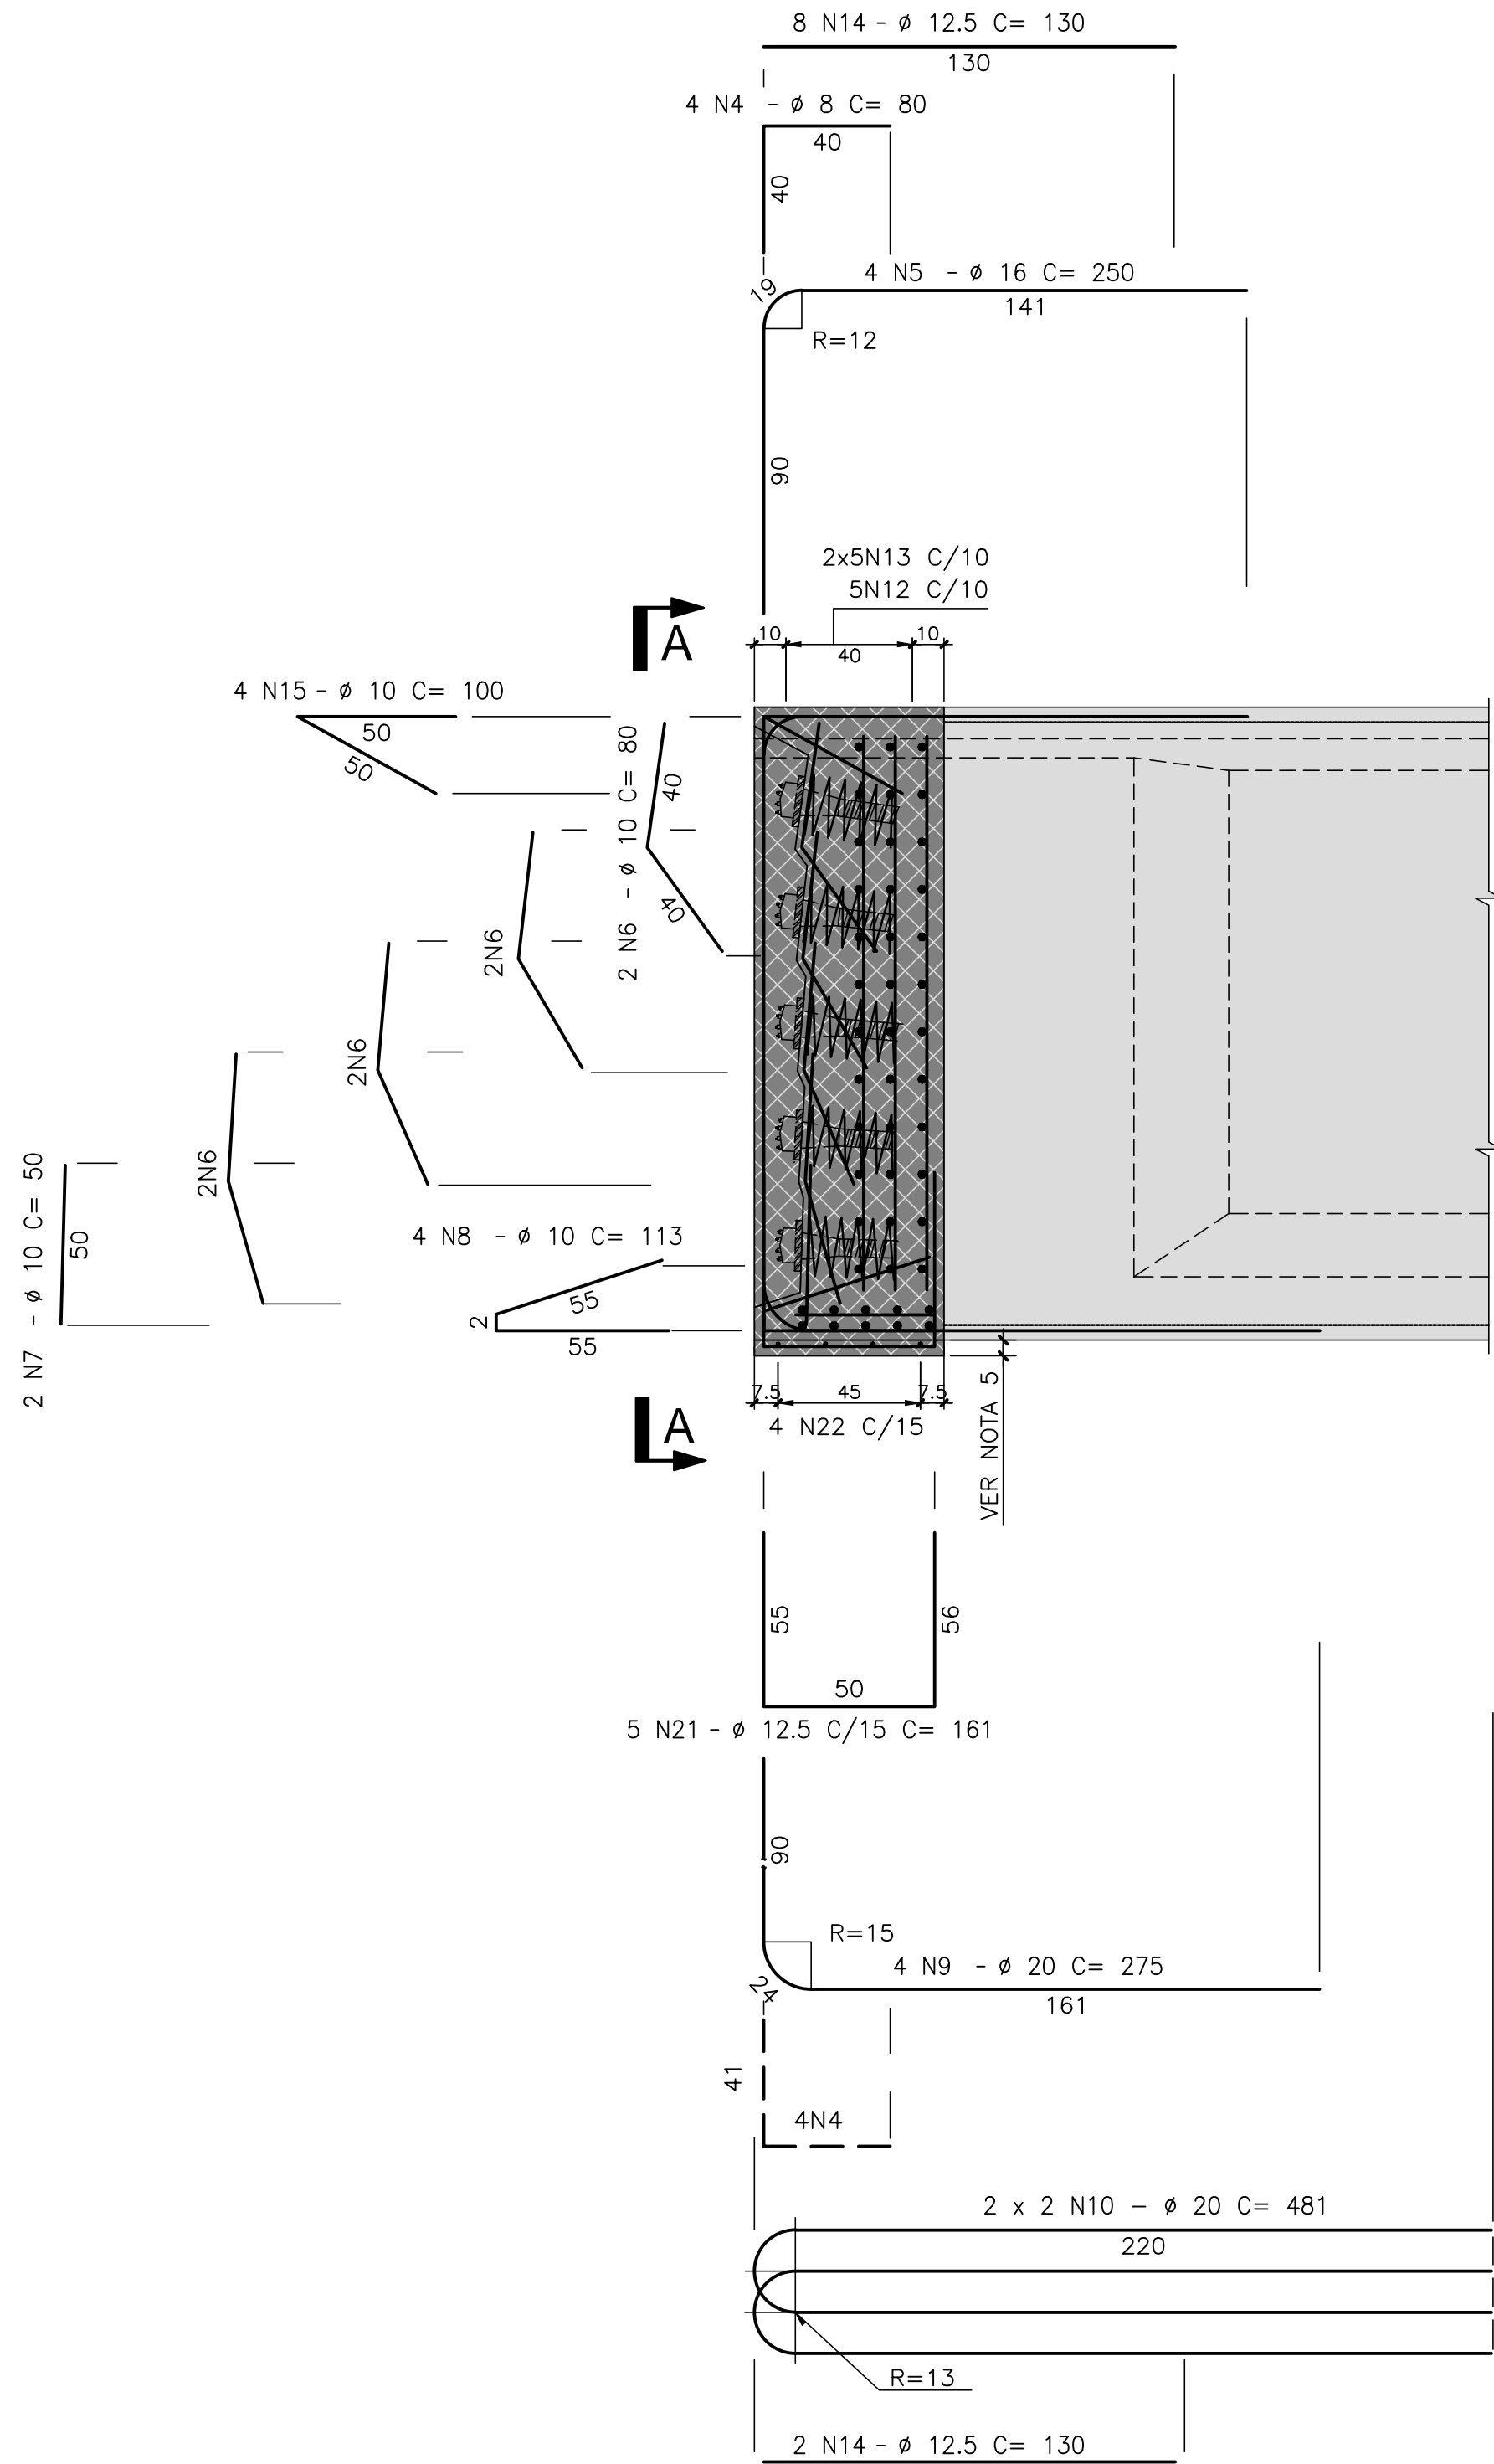 8 N14 - ø 12.5 C= 130
130
4 N4 - ø 8 C= 80
40
40
4 N5 - ø 16 C= 250
19
141
R=12
90
2x5N13 C/10
5N12 C/10
A
10
40
10
4 N15 - ø 10 C= 100
50
50
2 N6 - ø 10 C= 80
40
40
2N6
2N6
2N6
2 N7 - ø 10 C= 50
50
4 N8 - ø 10 C= 113
55
2
55
7.5
45
7.5
4 N22 C/15
A
VER NOTA 5
55
56
50
5 N21 - ø 12.5 C/15 C= 161
90
R=15
4 N9 - ø 20 C= 275
24
161
41
4N4
2 x 2 N10 - ø 20 C= 481
220
R=13
2 N14 - ø 12.5 C= 130